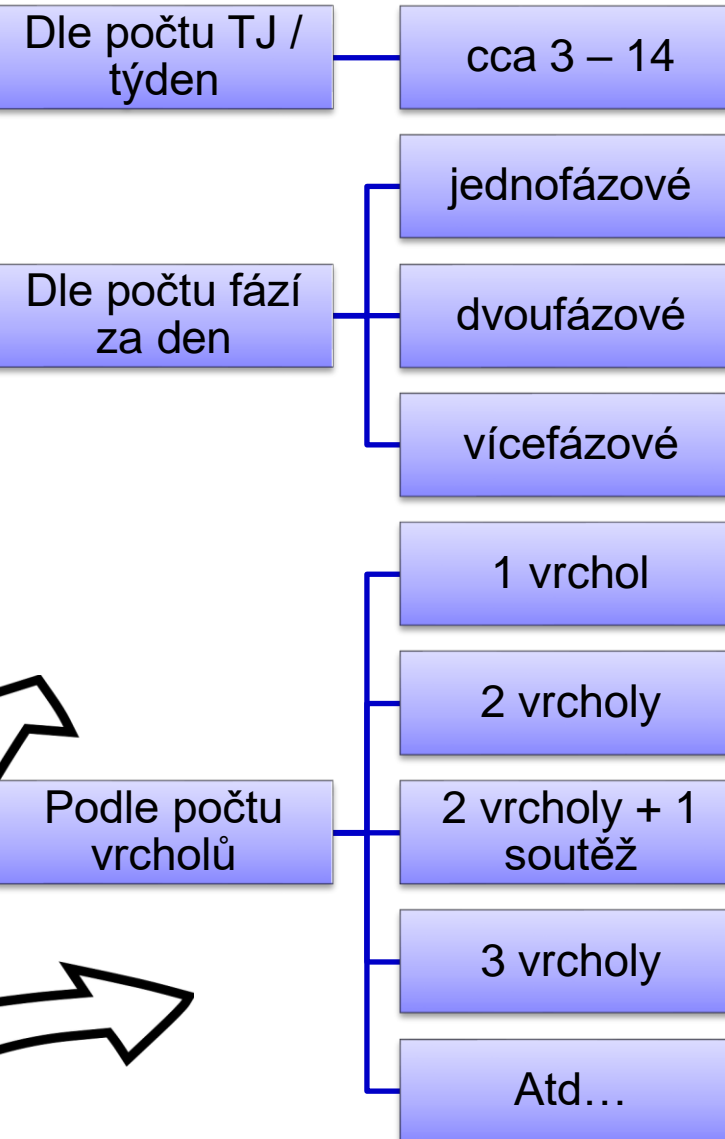 Dle počtu TJ /
týden
cca 3 – 14
Dle počtu fází
za den
jednofázové
dvoufázové
vícefázové
Podle počtu
vrcholů
1 vrchol
2 vrcholy
2 vrcholy + 1
soutěž
3 vrcholy
Atd…